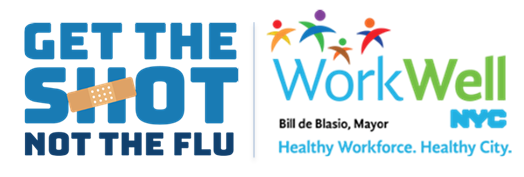 GET THE
SHOT
NOT THE FLU
WorkWell
NYC
Bill de Blasio, Mayor
Healthy Workforce. Healthy City.